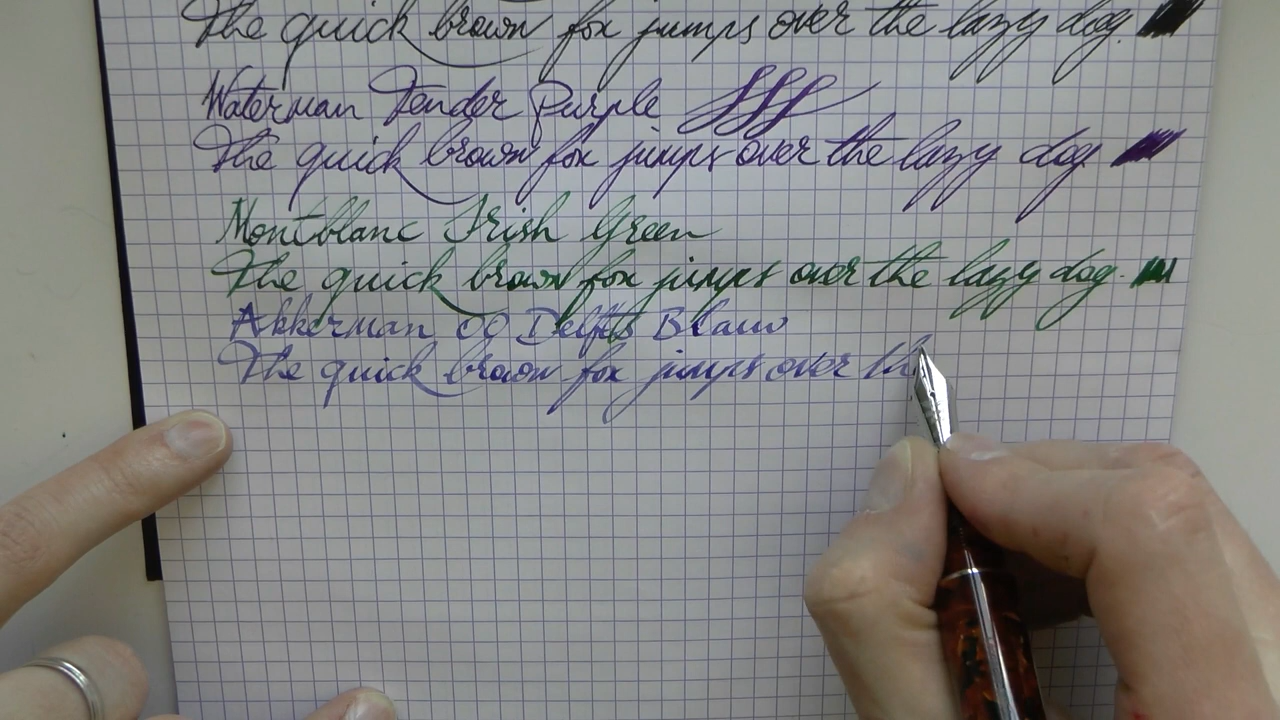 The quick brown fox jumps over the lazy dog.
Waterman Tender Purple
The quick brown fox jumps over the lazy dog
Montblanc Irish Green
The quick brown fox jumps over the lazy dog.
Akkerman 09 Delfts Blauw
The quick brown fox jumps over th